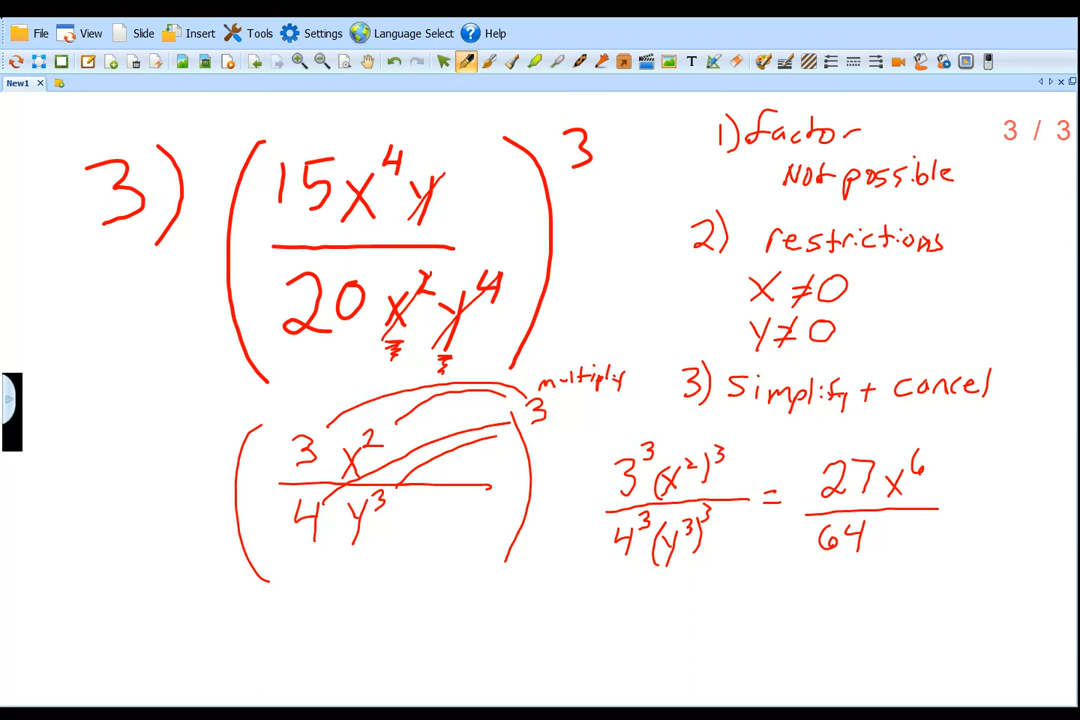 File View Slide Insert Tools Settings Language Select ? Help
New1
3 / 3
3) (15x⁴y / 20x²y⁴)³
1) factor
Not possible
2) restrictions
x ≠ 0
y ≠ 0
3) Simplify + cancel
multiply
(3x² / 4y³)³
3³(x²)³ / 4³(y³)³ = 27x⁶ / 64